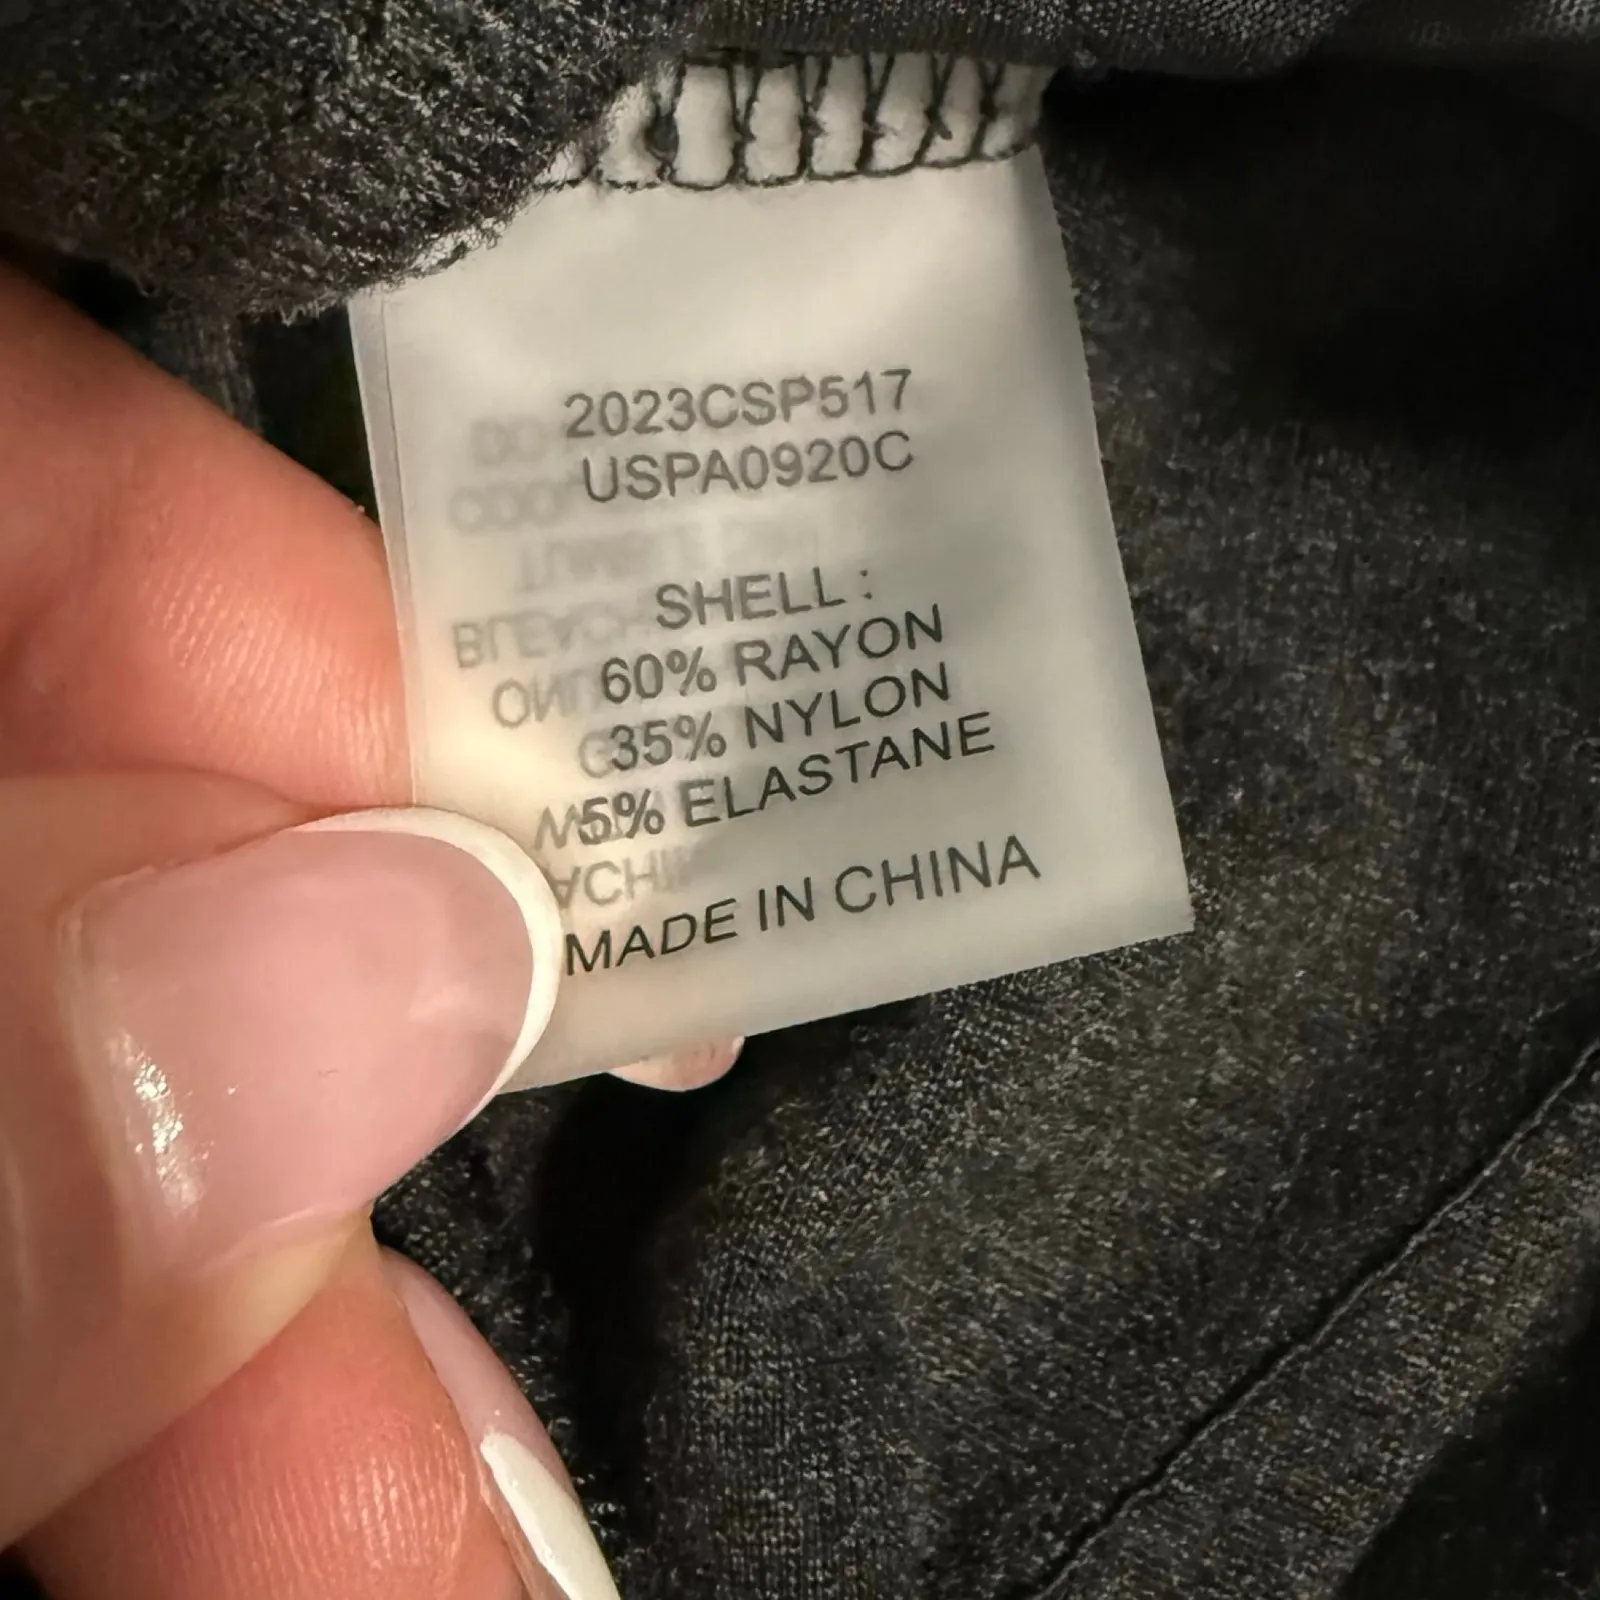 2023CSP517
USPA0920C
SHELL :
60% RAYON
35% NYLON
5% ELASTANE
MADE IN CHINA